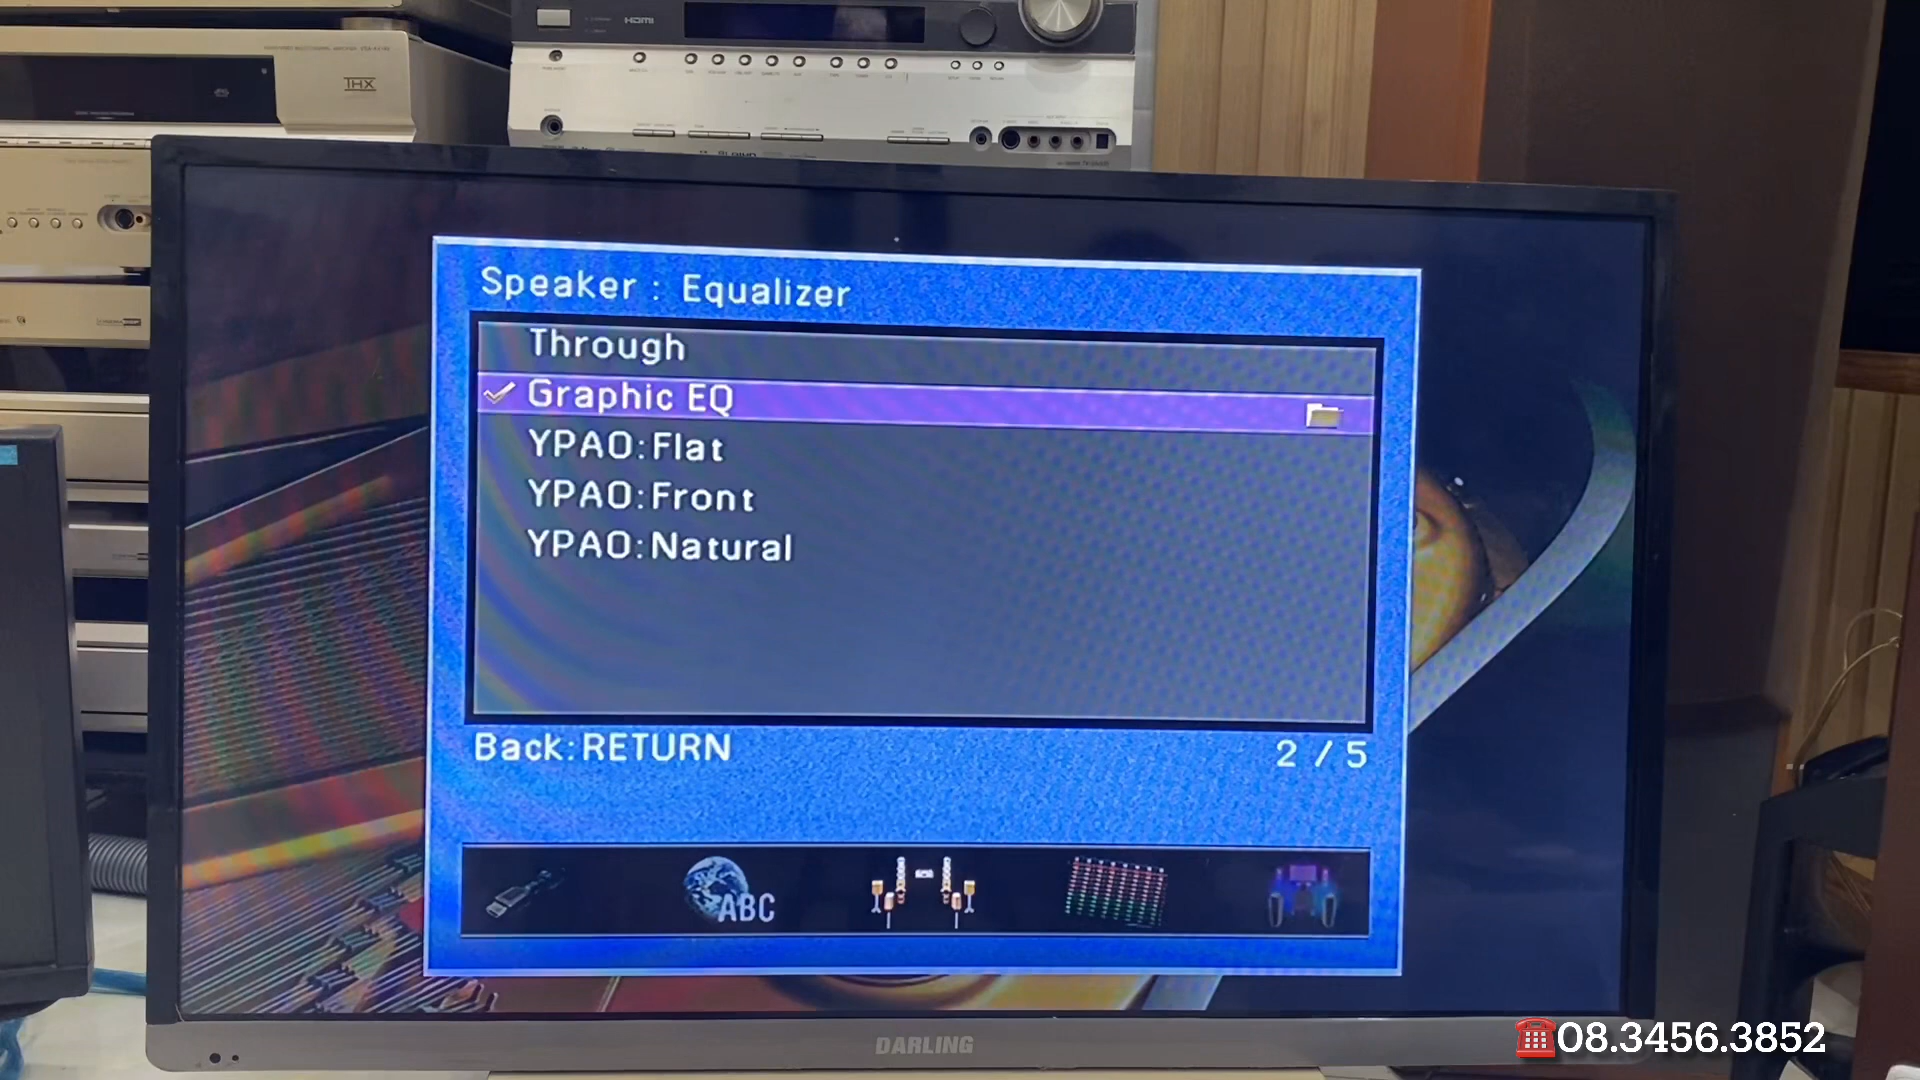 HDMI
THX
Speaker : Equalizer
Through
Graphic EQ
YPAO:Flat
YPAO:Front
YPAO:Natural
Back:RETURN
2 / 5
ABC
DARLING
☎08.3456.3852